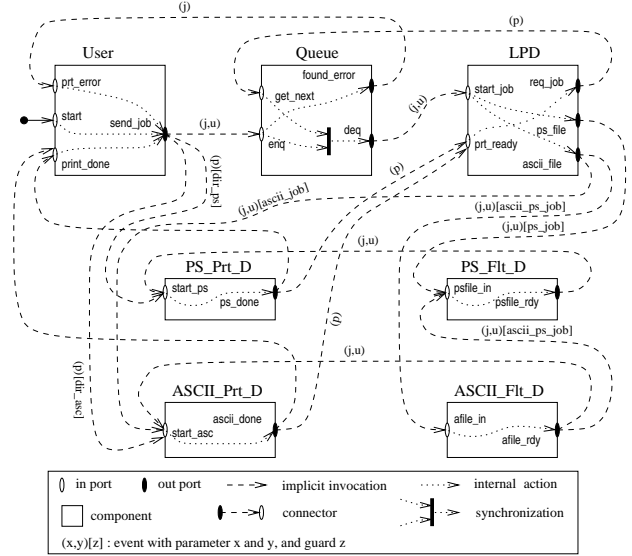 (j)
(p)
User
Queue
LPD
prt_error
start
send_job
print_done
(j,u)
found_error
get_next
enq
deq
(j,u)
start_job
req_job
ps_file
prt_ready
ascii_file
(p)[dir_ps]
(j,u)[ascii_job]
(p)
(j,u)[ascii_ps_job]
(j,u)[ps_job]
(j,u)
PS_Prt_D
PS_Flt_D
start_ps
ps_done
psfile_in
psfile_rdy
(p)
(j,u)[ascii_ps_job]
(j,u)
(p)[dir_asc]
ASCII_Prt_D
ASCII_Flt_D
ascii_done
start_asc
afile_in
afile_rdy
in port
out port
implicit invocation
internal action
component
connector
synchronization
(x,y)[z] : event with parameter x and y, and guard z